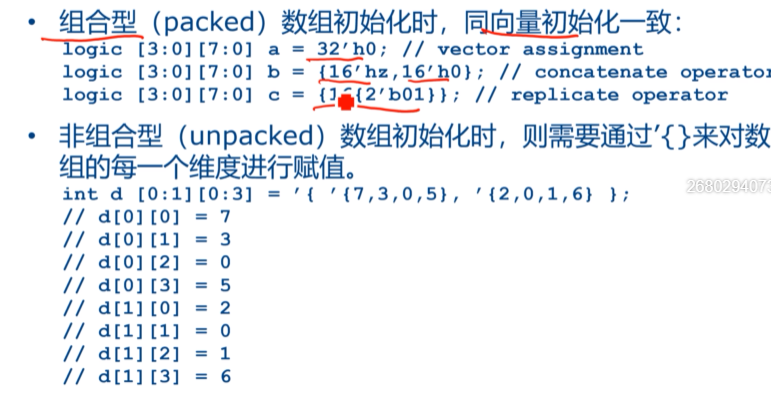 • 组合型（packed）数组初始化时，同向量初始化一致：
logic [3:0][7:0] a = 32'h0; // vector assignment
logic [3:0][7:0] b = {16'hz,16'h0}; // concatenate operator
logic [3:0][7:0] c = {16{2'b01}}; // replicate operator
• 非组合型（unpacked）数组初始化时，则需要通过'{}来对数
组的每一个维度进行赋值。
int d [0:1][0:3] = '{ '{7,3,0,5}, '{2,0,1,6} };
268029407
// d[0][0] = 7
// d[0][1] = 3
// d[0][2] = 0
// d[0][3] = 5
// d[1][0] = 2
// d[1][1] = 0
// d[1][2] = 1
// d[1][3] = 6